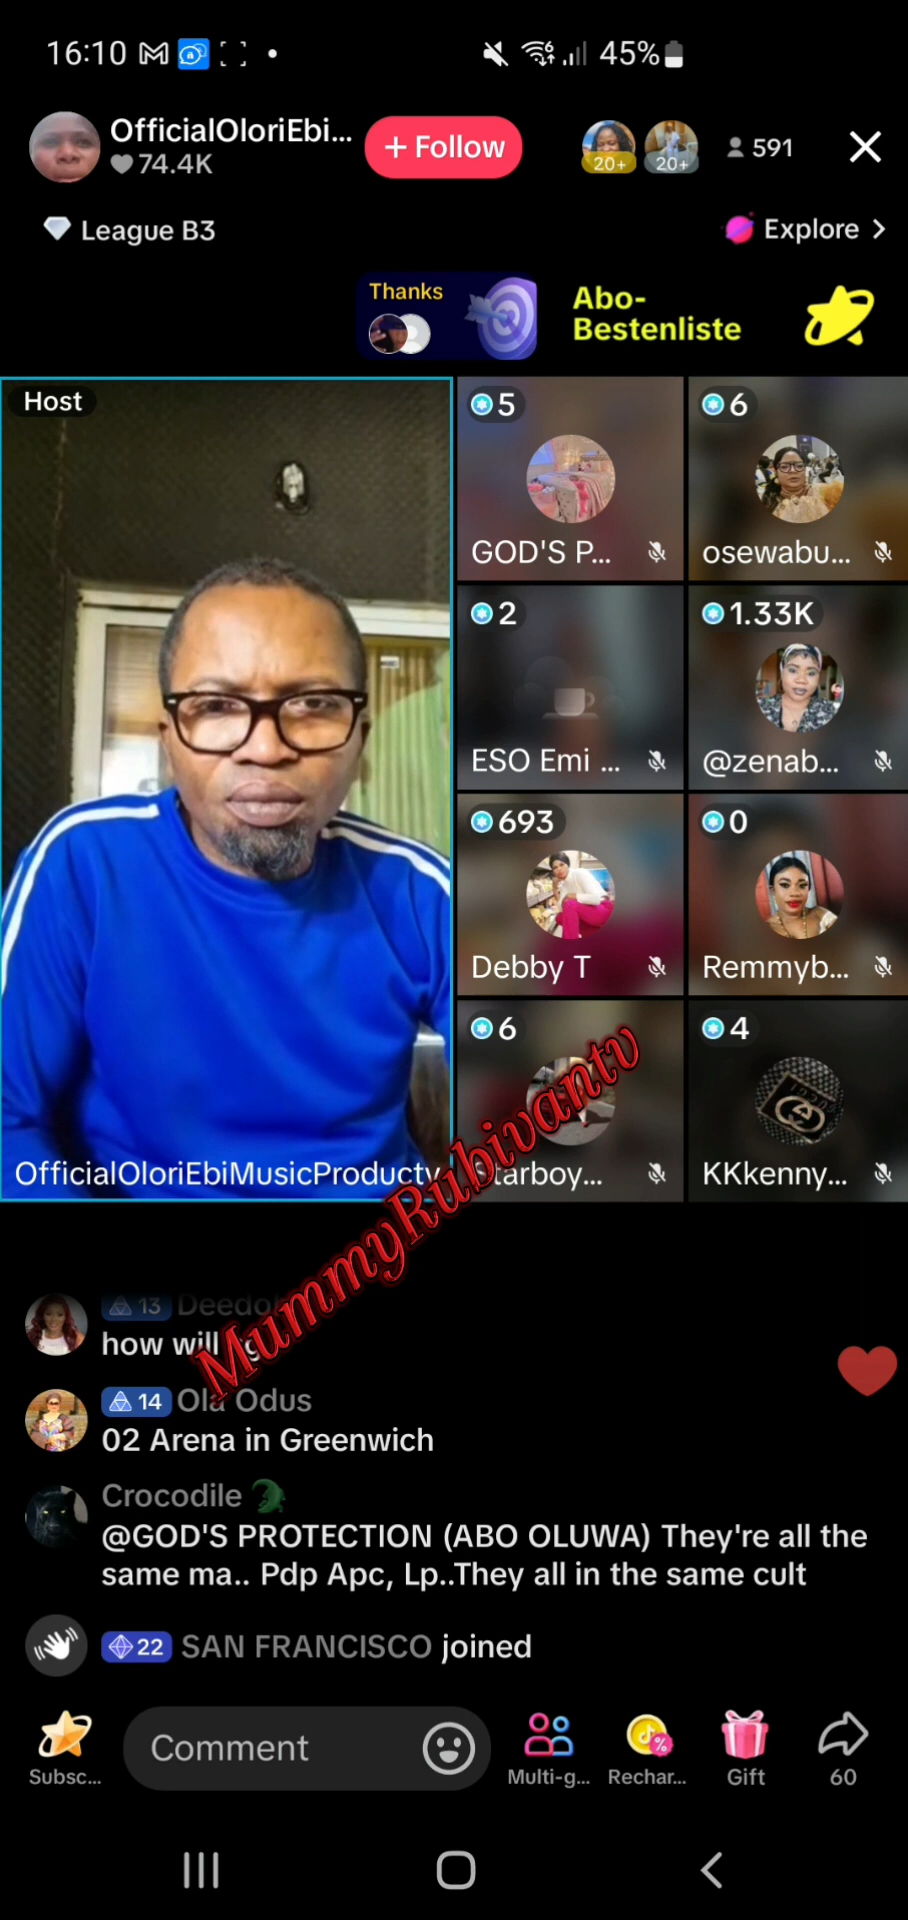 16:10
45%
OfficialOloriEbi...
74.4K
+ Follow
20+
20+
591
League B3
Explore >
Thanks
Abo-
Bestenliste
Host
5
GOD'S P...
6
osewabu...
2
ESO Emi ...
1.33K
@zenab...
693
Debby T
0
Remmyb...
6
4
OfficialOloriEbiMusicProductv
tarboy...
KKkenny...
MummyRubivantv
13
how will
14 Ola Odus
02 Arena in Greenwich
Crocodile
@GOD'S PROTECTION (ABO OLUWA) They're all the
same ma.. Pdp Apc, Lp..They all in the same cult
22 SAN FRANCISCO joined
Subsc...
Comment
Multi-g...
Rechar...
Gift
60